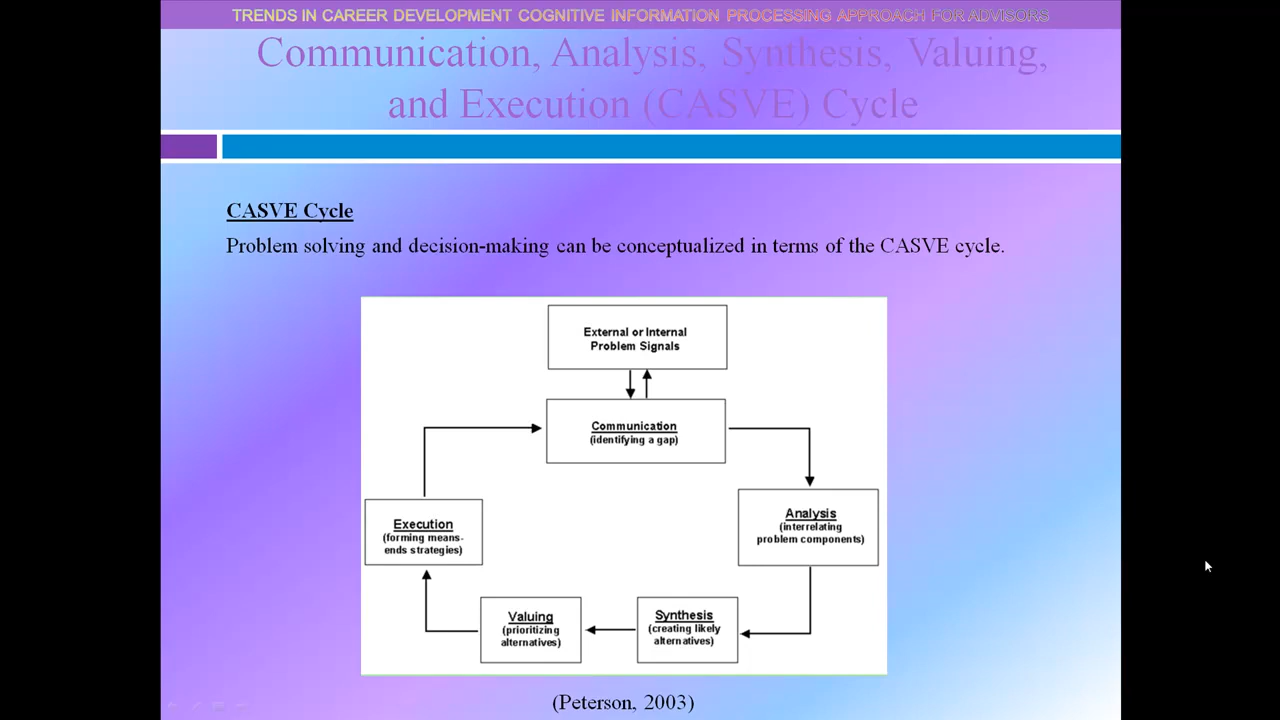 TRENDS IN CAREER DEVELOPMENT COGNITIVE INFORMATION PROCESSING APPROACH FOR ADVISORS
Communication, Analysis, Synthesis, Valuing,
and Execution (CASVE) Cycle
CASVE Cycle
Problem solving and decision-making can be conceptualized in terms of the CASVE cycle.
External or Internal
Problem Signals
Communication
(identifying a gap)
Analysis
(interrelating
problem components)
Synthesis
(creating likely
alternatives)
Valuing
(prioritizing
alternatives)
Execution
(forming means-
ends strategies)
(Peterson, 2003)